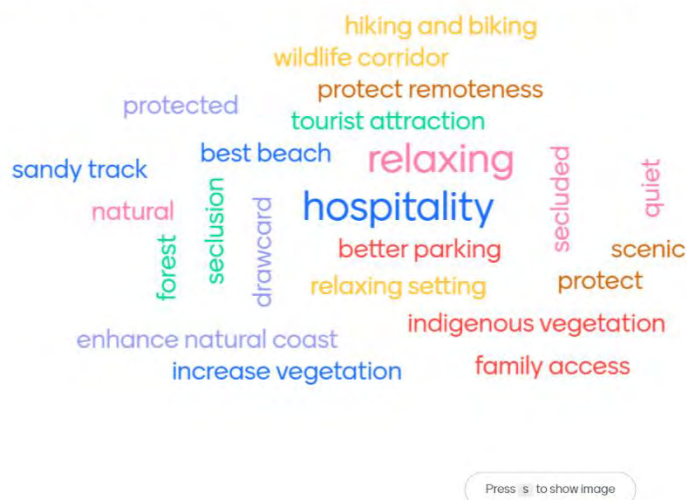 hiking and biking
wildlife corridor
protect remoteness
protected
tourist attraction
best beach
relaxing
sandy track
secluded
quiet
natural
seclusion
drawcard
hospitality
forest
better parking
scenic
relaxing setting
protect
indigenous vegetation
enhance natural coast
increase vegetation
family access
Press s to show image